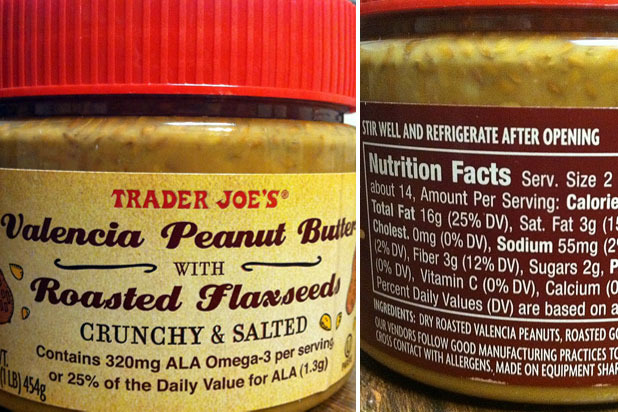 TRADER JOE'S®
Valencia Peanut Butter
WITH
Roasted Flaxseeds
CRUNCHY & SALTED
Contains 320mg ALA Omega-3 per serving
or 25% of the Daily Value for ALA (1.3g)
(1 LB) 454g
STIR WELL AND REFRIGERATE AFTER OPENING
Nutrition Facts Serv. Size 2
about 14, Amount Per Serving: Calorie
Total Fat 16g (25% DV), Sat. Fat 3g (15
Cholest. 0mg (0% DV), Sodium 55mg (2%
(2% DV), Fiber 3g (12% DV), Sugars 2g, P
(0% DV), Vitamin C (0% DV), Calcium (0
Percent Daily Values (DV) are based on a
INGREDIENTS: DRY ROASTED VALENCIA PEANUTS, ROASTED GO
OUR VENDORS FOLLOW GOOD MANUFACTURING PRACTICES TO
CROSS CONTACT WITH ALLERGENS. MADE ON EQUIPMENT SHAR